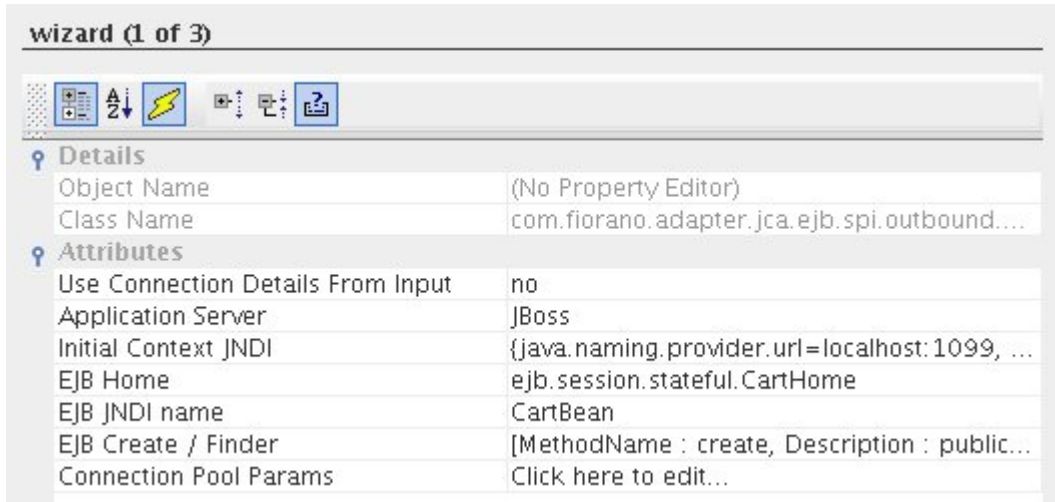 wizard (1 of 3)
Details
Object Name (No Property Editor)
Class Name com.fiorano.adapter.jca.ejb.spi.outbound....
Attributes
Use Connection Details From Input no
Application Server JBoss
Initial Context JNDI {java.naming.provider.url=localhost:1099, ...
EJB Home ejb.session.stateful.CartHome
EJB JNDI name CartBean
EJB Create / Finder [MethodName : create, Description : public...
Connection Pool Params Click here to edit...